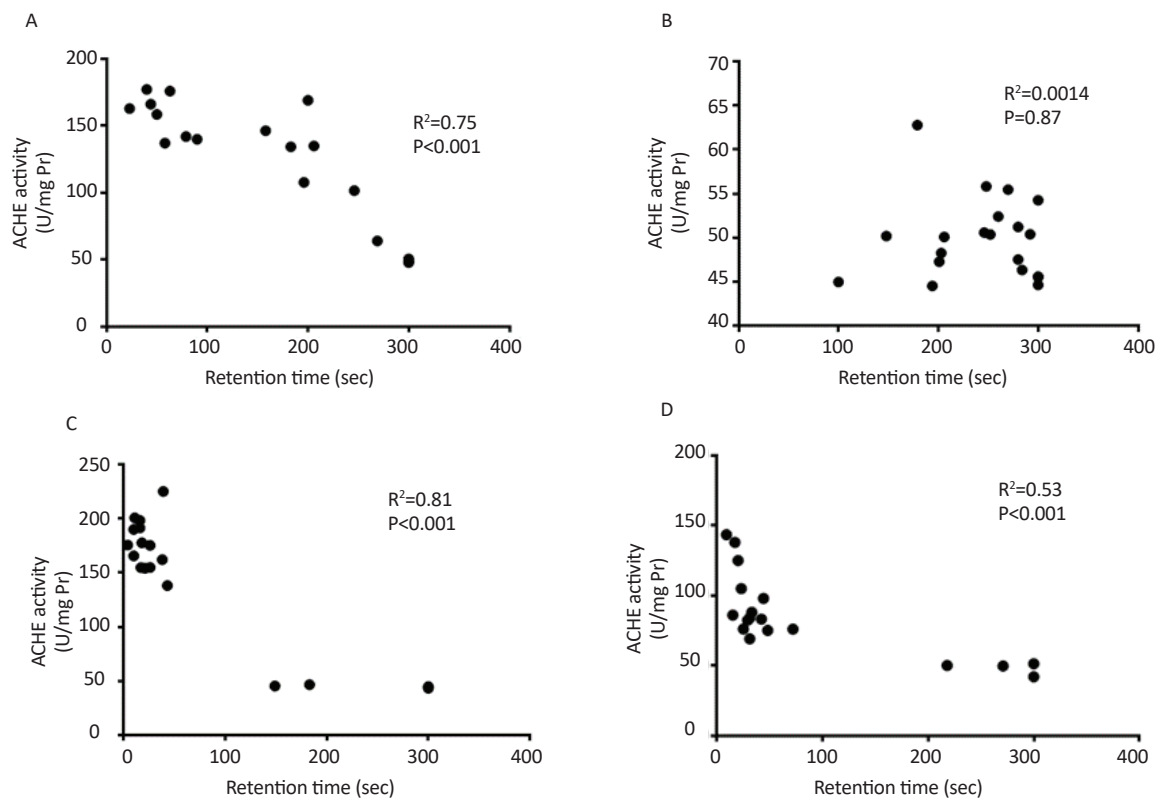 A
200
150
100
50
0
ACHE activity
(U/mg Pr)
R²=0.75
P<0.001
0 100 200 300 400
Retention time (sec)
B
70
65
60
55
50
45
40
ACHE activity
(U/mg Pr)
R²=0.0014
P=0.87
0 100 200 300 400
Retention time (sec)
C
250
200
150
100
50
0
ACHE activity
(U/mg Pr)
R²=0.81
P<0.001
0 100 200 300 400
Retention time (sec)
D
200
150
100
50
0
ACHE activity
(U/mg Pr)
R²=0.53
P<0.001
0 100 200 300 400
Retention time (sec)